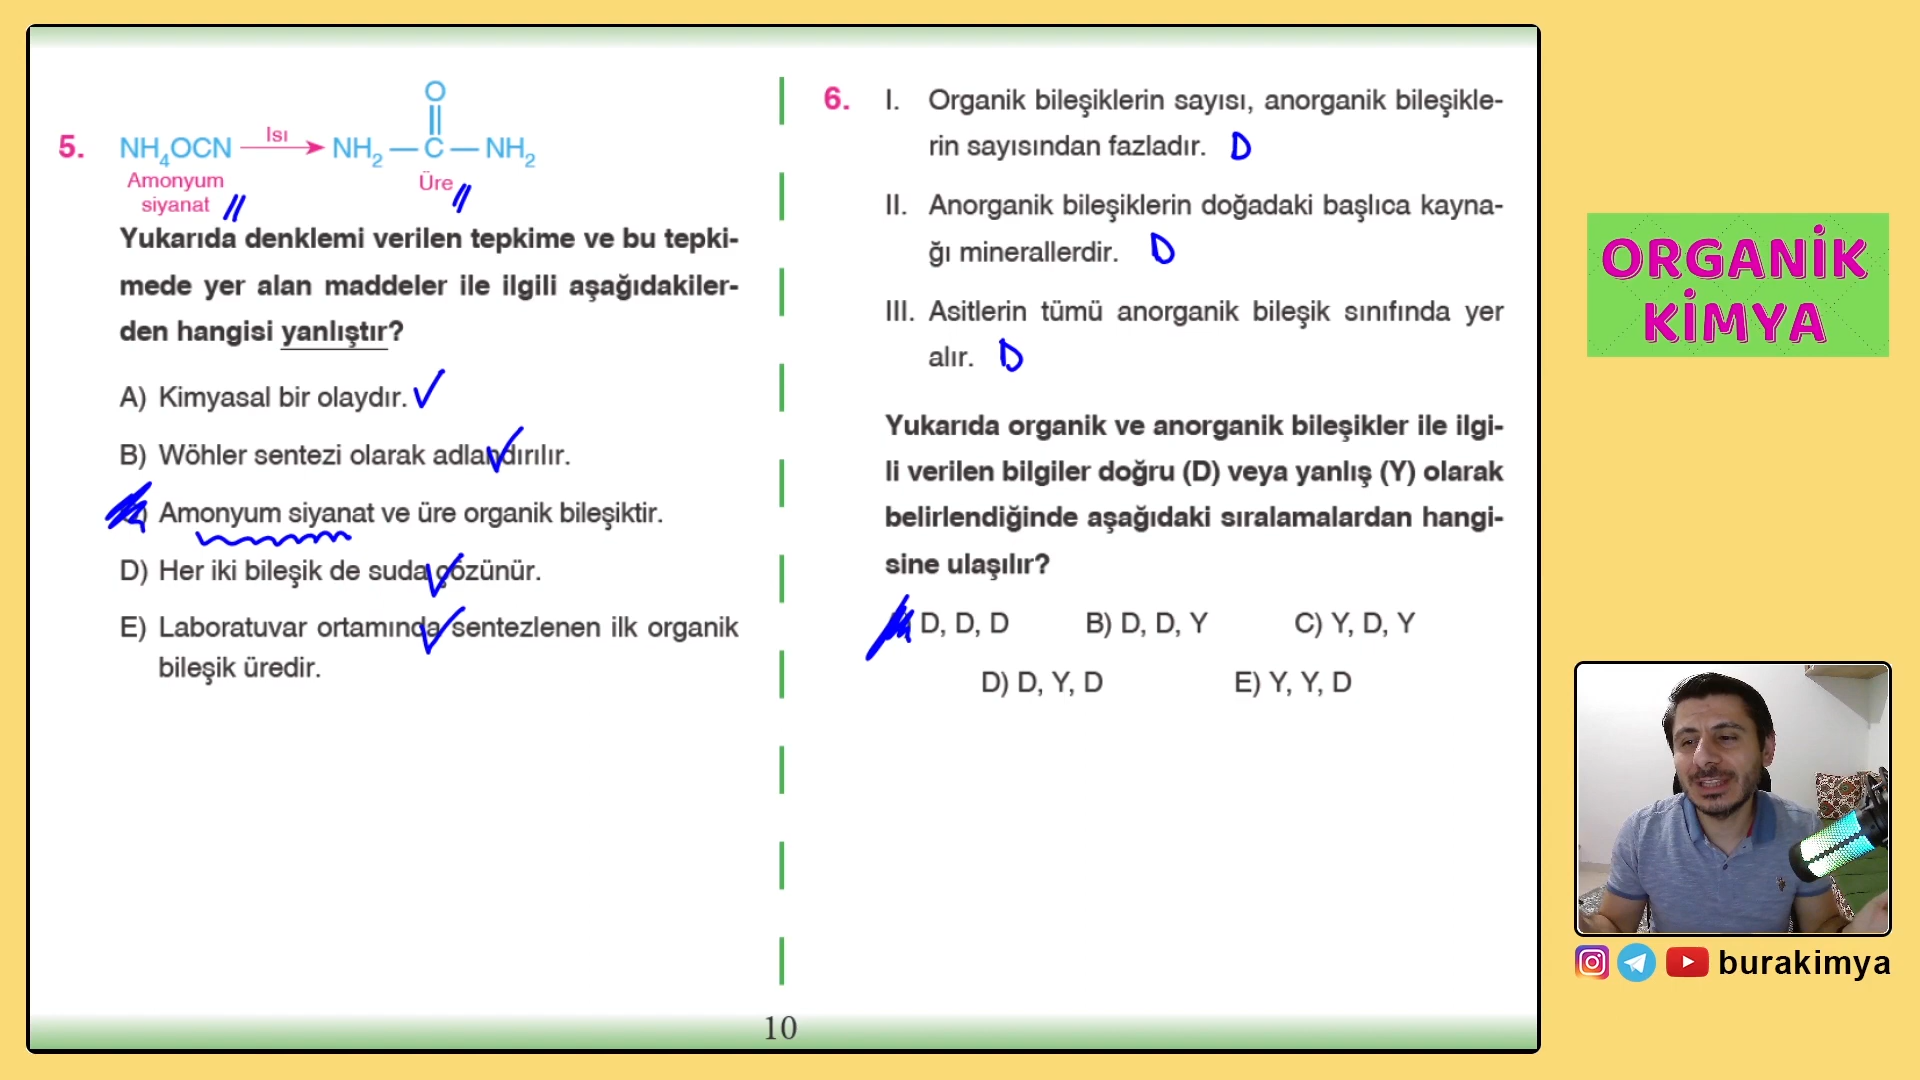 5.
NH₄OCN Isı NH₂ — C — NH₂
O
Amonyum
siyanat
Üre
Yukarıda denklemi verilen tepkime ve bu tepki-
mede yer alan maddeler ile ilgili aşağıdakiler-
den hangisi yanlıştır?
A) Kimyasal bir olaydır.
B) Wöhler sentezi olarak adlandırılır.
Amonyum siyanat ve üre organik bileşiktir.
D) Her iki bileşik de suda çözünür.
E) Laboratuvar ortamında sentezlenen ilk organik
bileşik üredir.
6.
I. Organik bileşiklerin sayısı, anorganik bileşikle-
rin sayısından fazladır. D
II. Anorganik bileşiklerin doğadaki başlıca kayna-
ğı minerallerdir. D
III. Asitlerin tümü anorganik bileşik sınıfında yer
alır. D
Yukarıda organik ve anorganik bileşikler ile ilgi-
li verilen bilgiler doğru (D) veya yanlış (Y) olarak
belirlendiğinde aşağıdaki sıralamalardan hangi-
sine ulaşılır?
D, D, D B) D, D, Y C) Y, D, Y
D) D, Y, D E) Y, Y, D
10
ORGANİK
KİMYA
burakimya